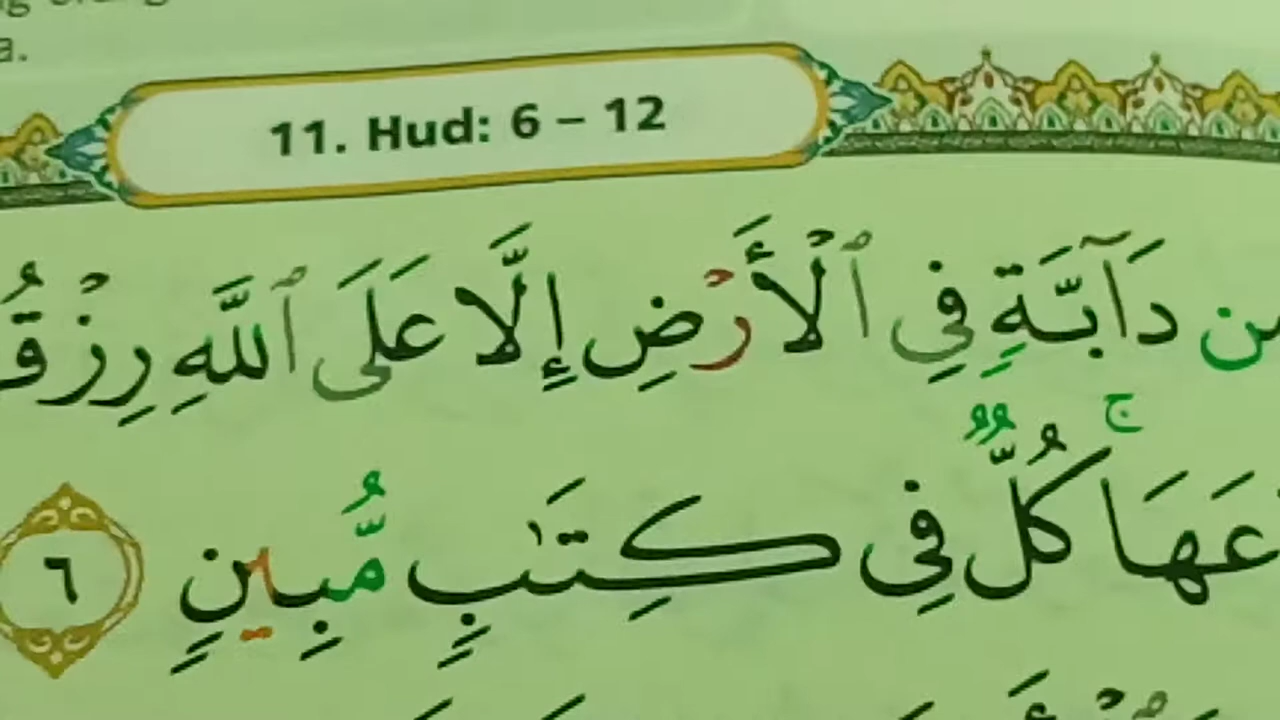 a.
11. Hud: 6 – 12
مِن دَآبَّةٍ فِى ٱلْأَرْضِ إِلَّا عَلَى ٱللَّهِ رِزْقُ
عَهَا ۚ كُلٌّ فِى كِتَٰبٍ مُّبِينٍ ٦